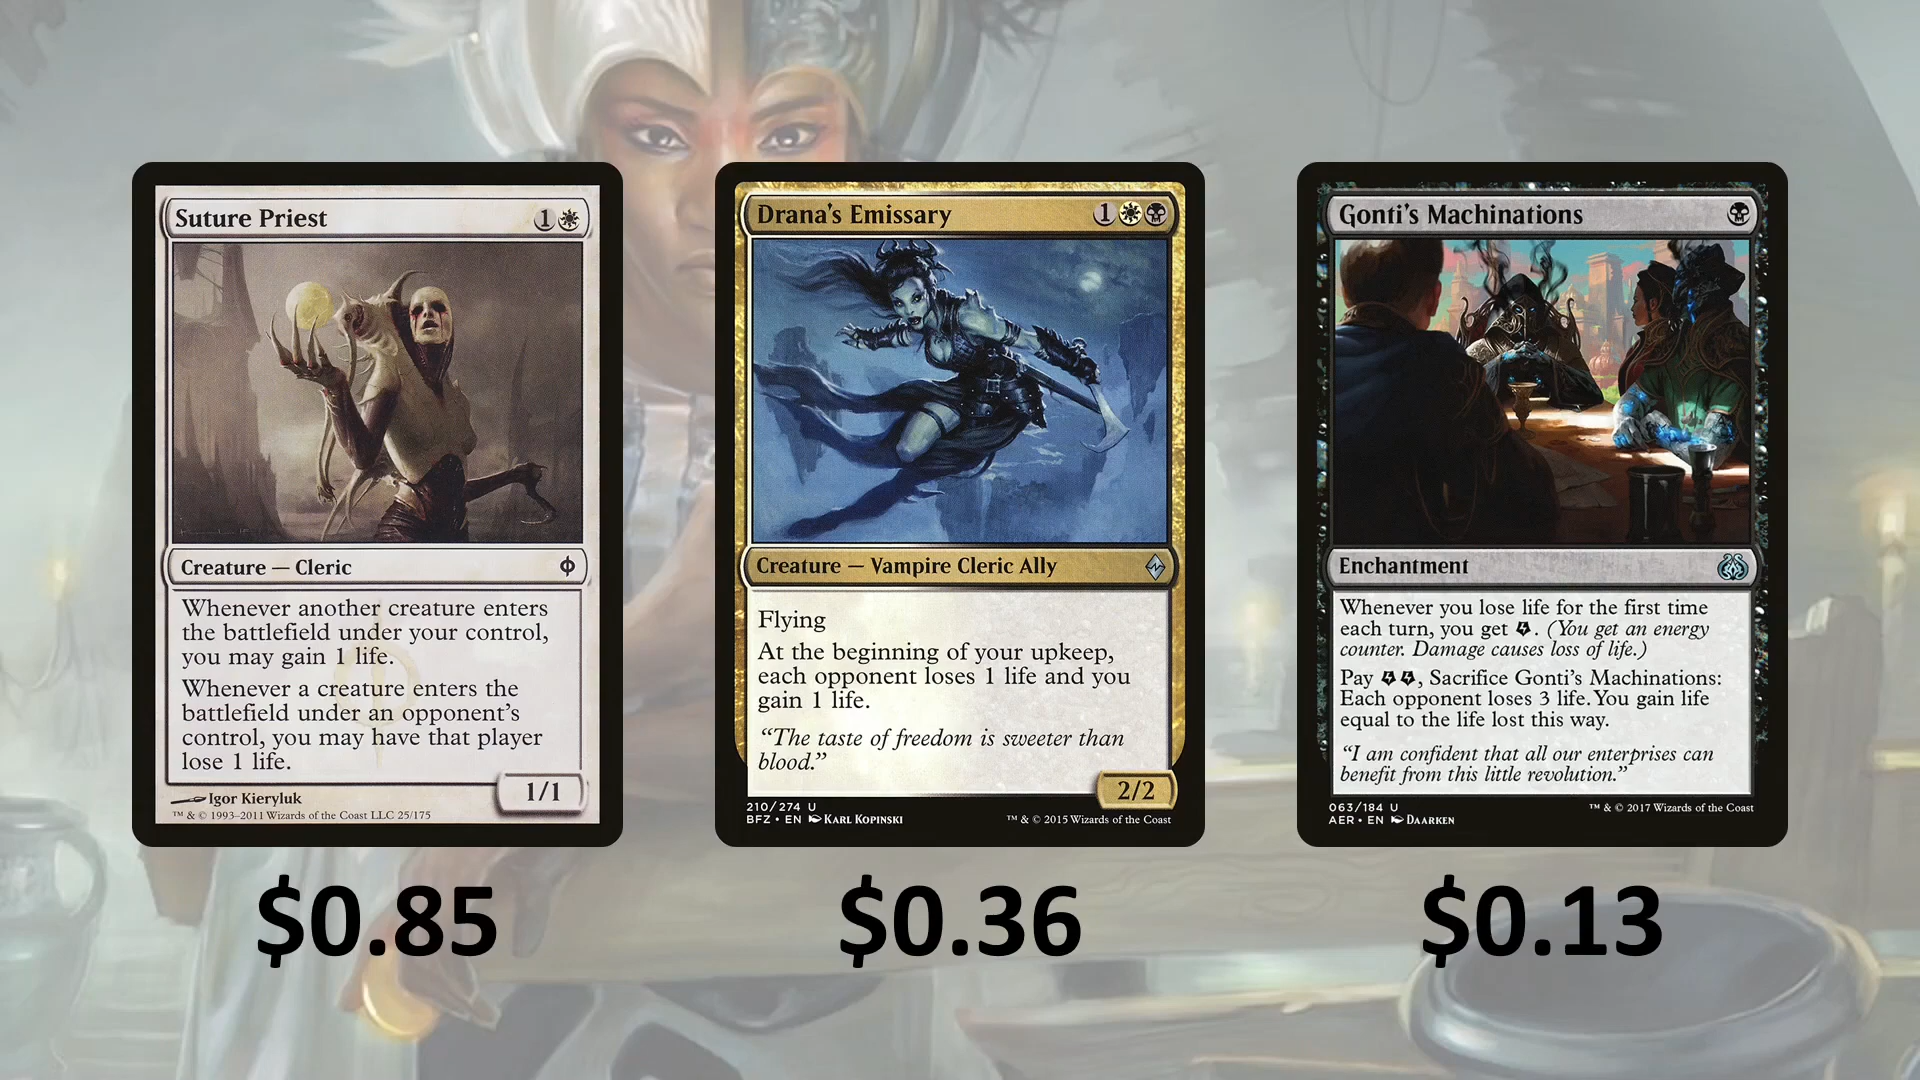 Suture Priest
1
Creature — Cleric
Whenever another creature enters
the battlefield under your control,
you may gain 1 life.
Whenever a creature enters the
battlefield under an opponent's
control, you may have that player
lose 1 life.
1/1
Igor Kieryluk
™ & © 1993–2011 Wizards of the Coast LLC 25/175
$0.85
Drana's Emissary
1
Creature — Vampire Cleric Ally
Flying
At the beginning of your upkeep,
each opponent loses 1 life and you
gain 1 life.
“The taste of freedom is sweeter than
blood.”
2/2
210/274 U
BFZ • EN Karl Kopinski
™ & © 2015 Wizards of the Coast
$0.36
Gonti's Machinations
Enchantment
Whenever you lose life for the first time
each turn, you get . (You get an energy
counter. Damage causes loss of life.)
Pay , Sacrifice Gonti's Machinations:
Each opponent loses 3 life. You gain life
equal to the life lost this way.
“I am confident that all our enterprises can
benefit from this little revolution.”
063/184 U
AER • EN Daarken
™ & © 2017 Wizards of the Coast
$0.13